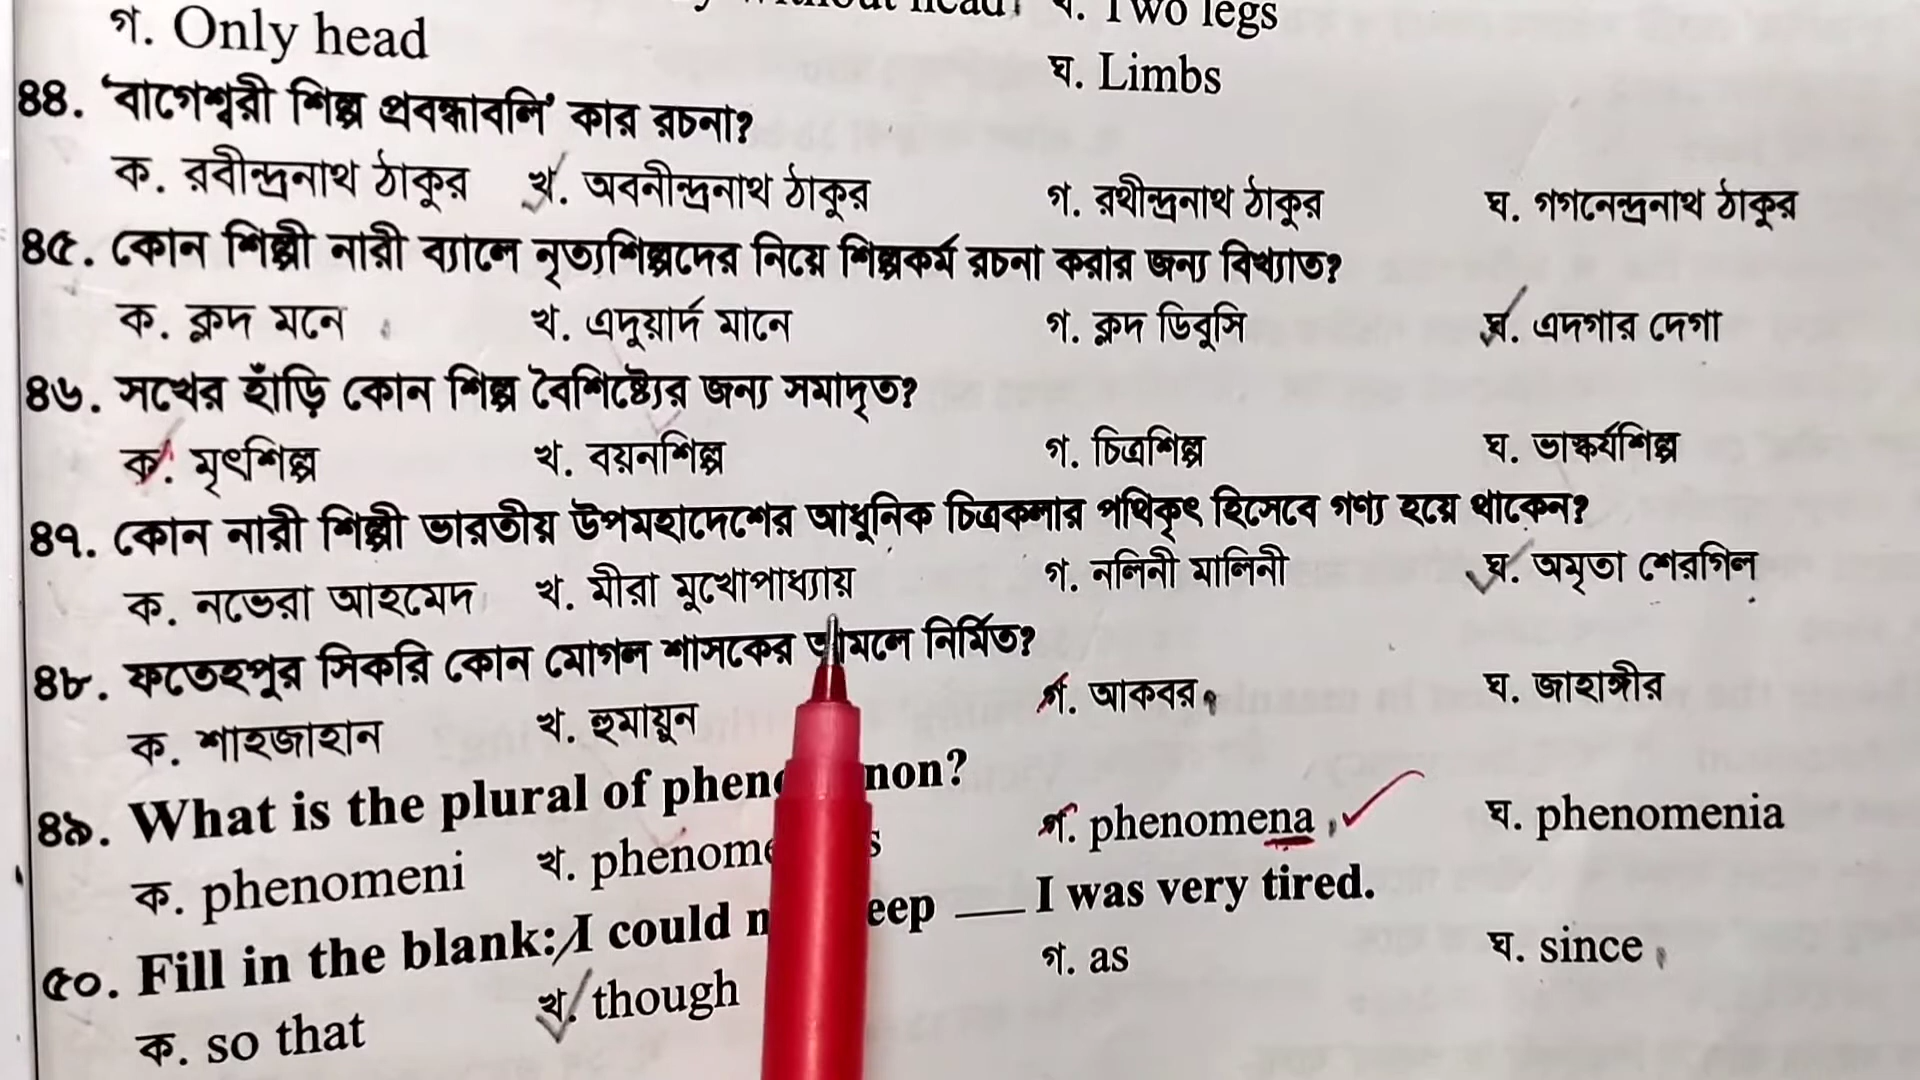 head. খ. Two legs
গ. Only head ঘ. Limbs
৪৪. ‘বাগেশ্বরী শিল্প প্রবন্ধাবলি’ কার রচনা?
ক. রবীন্দ্রনাথ ঠাকুর খ. অবনীন্দ্রনাথ ঠাকুর গ. রথীন্দ্রনাথ ঠাকুর ঘ. গগনেন্দ্রনাথ ঠাকুর
৪৫. কোন শিল্পী নারী ব্যালে নৃত্যশিল্পদের নিয়ে শিল্পকর্ম রচনা করার জন্য বিখ্যাত?
ক. ক্লদ মনে খ. এদুয়ার্দ মানে গ. ক্লদ ডিবুসি ঘ. এদগার দেগা
৪৬. সখের হাঁড়ি কোন শিল্প বৈশিষ্ট্যের জন্য সমাদৃত?
ক. মৃৎশিল্প খ. বয়নশিল্প গ. চিত্রশিল্প ঘ. ভাস্কর্যশিল্প
৪৭. কোন নারী শিল্পী ভারতীয় উপমহাদেশের আধুনিক চিত্রকলার পথিকৃৎ হিসেবে গণ্য হয়ে থাকেন?
ক. নভেরা আহমেদ খ. মীরা মুখোপাধ্যায় গ. নলিনী মালিনী ঘ. অমৃতা শেরগিল
৪৮. ফতেহপুর সিকরি কোন মোগল শাসকের আমলে নির্মিত?
ক. শাহজাহান খ. হুমায়ুন গ. আকবর ঘ. জাহাঙ্গীর
৪৯. What is the plural of phenomenon?
ক. phenomeni খ. গ. phenomena ঘ. phenomenia
৫০. Fill in the blank: I could ___ I was very tired.
ক. so that খ. though গ. as ঘ. since